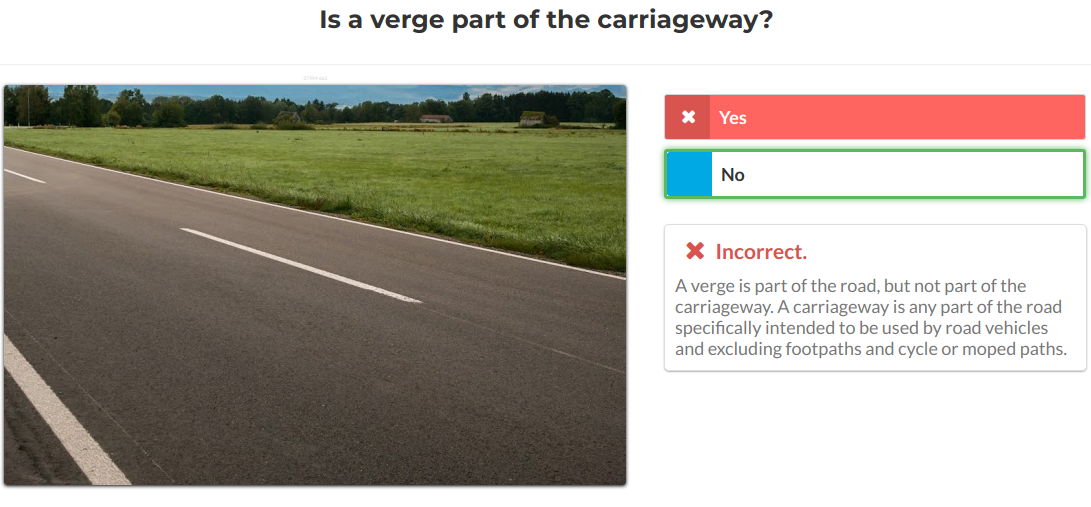 Is a verge part of the carriageway?
Yes
No
Incorrect.
A verge is part of the road, but not part of the
carriageway. A carriageway is any part of the road
specifically intended to be used by road vehicles
and excluding footpaths and cycle or moped paths.